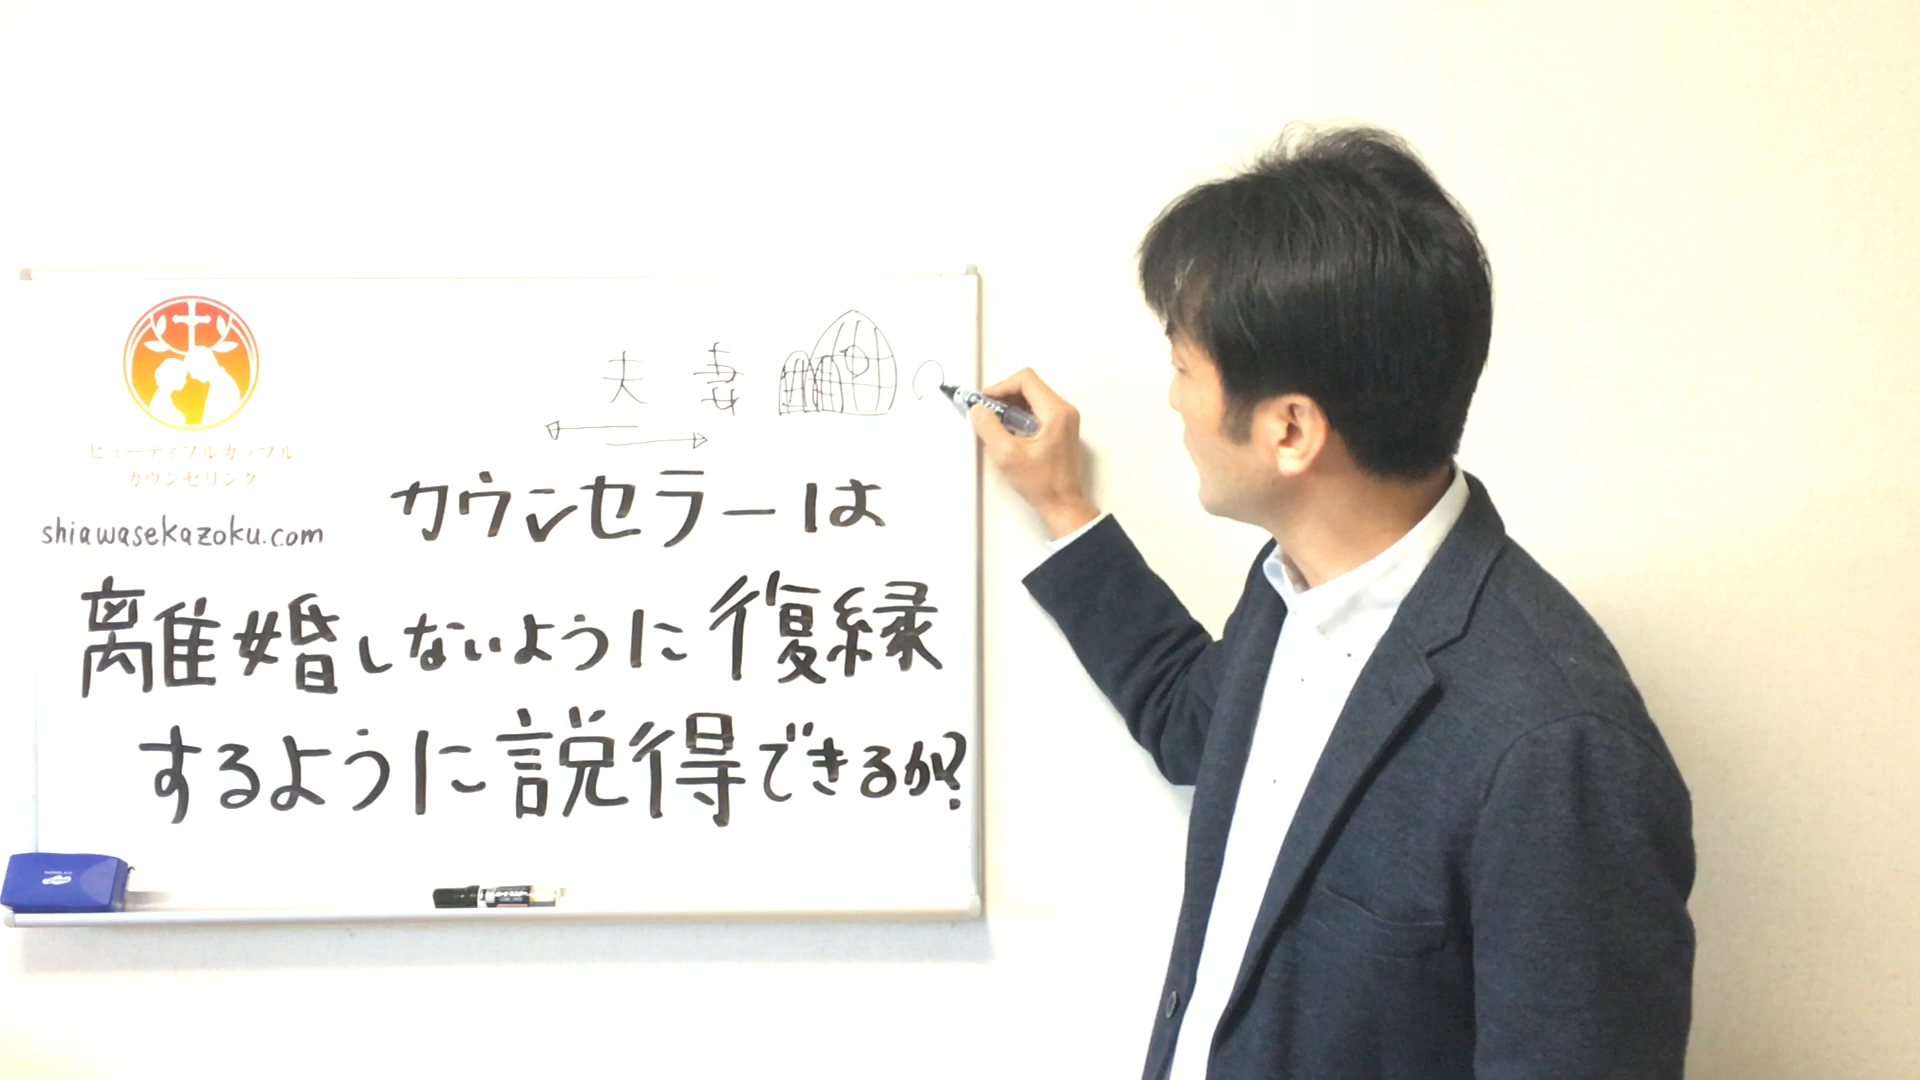 夫 妻
ビューティフルカップル
カウンセリング
shiawasekazoku.com
カウンセラーは
離婚しないように復縁
するように説得できるか?